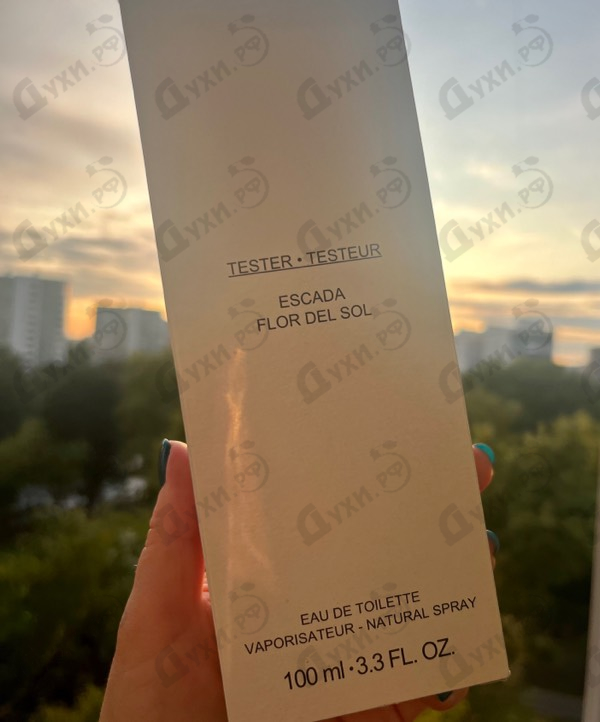 TESTER • TESTEUR
ESCADA
FLOR DEL SOL
EAU DE TOILETTE
VAPORISATEUR - NATURAL SPRAY
100 ml • 3.3 FL. OZ.
Духи.рф